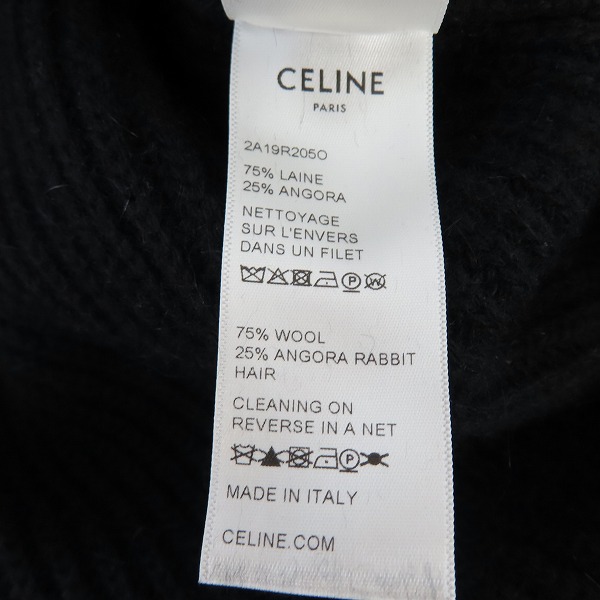 CELINE
PARIS
2A19R205O
75% LAINE
25% ANGORA
NETTOYAGE
SUR L'ENVERS
DANS UN FILET
P W
75% WOOL
25% ANGORA RABBIT
HAIR
CLEANING ON
REVERSE IN A NET
P
MADE IN ITALY
CELINE.COM